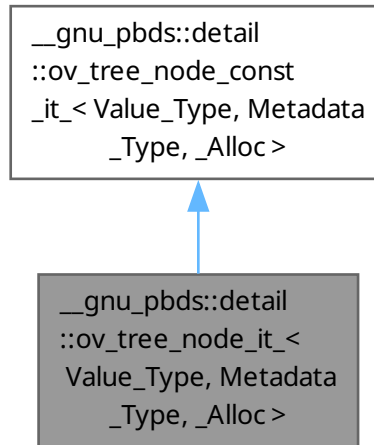 __gnu_pbds::detail
::ov_tree_node_const
_it_< Value_Type, Metadata
_Type, _Alloc >
__gnu_pbds::detail
::ov_tree_node_it_<
Value_Type, Metadata
_Type, _Alloc >